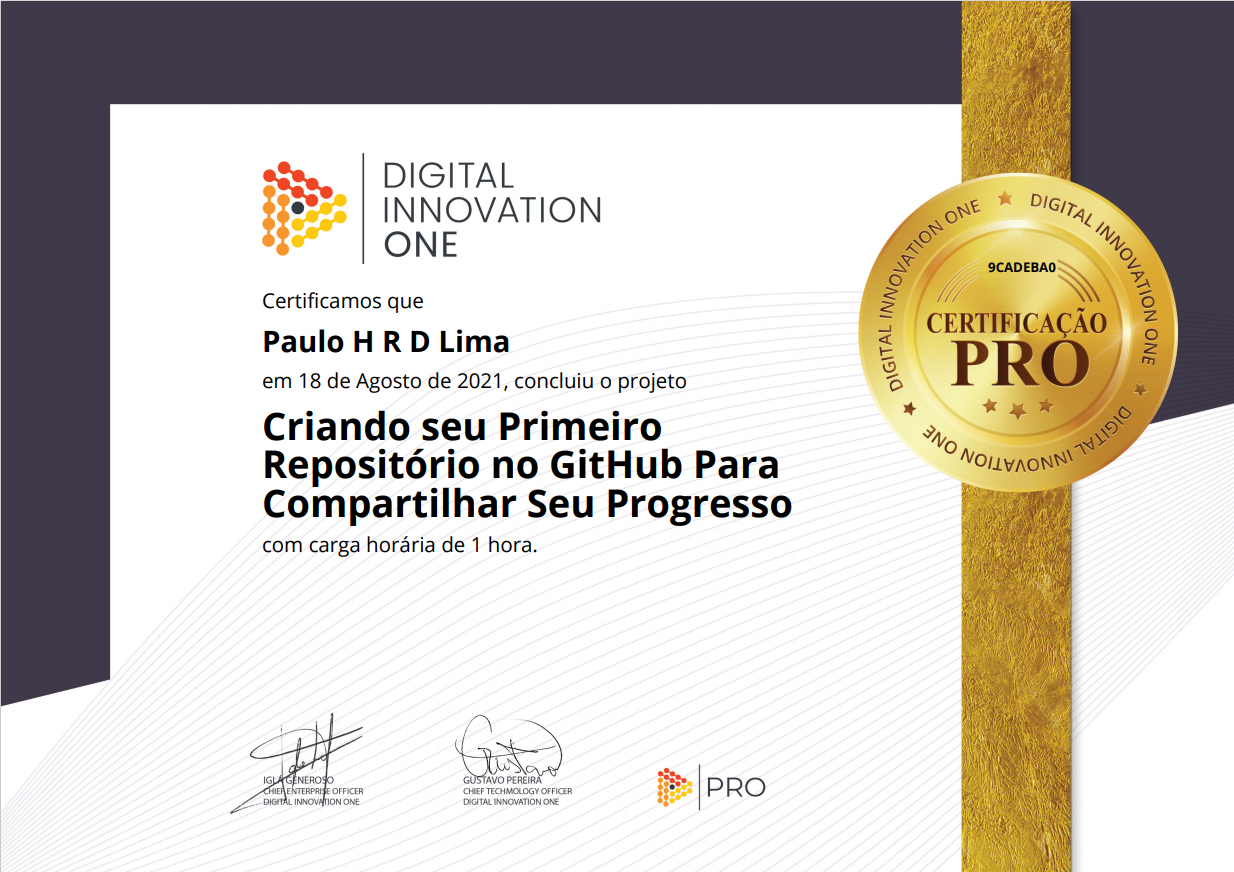 DIGITAL
INNOVATION
ONE
Certificamos que
Paulo H R D Lima
em 18 de Agosto de 2021, concluiu o projeto
Criando seu Primeiro
Repositório no GitHub Para
Compartilhar Seu Progresso
com carga horária de 1 hora.
DIGITAL INNOVATION ONE
DIGITAL INNOVATION ONE
DIGITAL INNOVATION ONE
9CADEBA0
CERTIFICAÇÃO
PRO
IGLÁ GENEROSO
CHIEF ENTERPRISE OFFICER
DIGITAL INNOVATION ONE
Gustavo
GUSTAVO PEREIRA
CHIEF TECHNOLOGY OFFICER
DIGITAL INNOVATION ONE
PRO